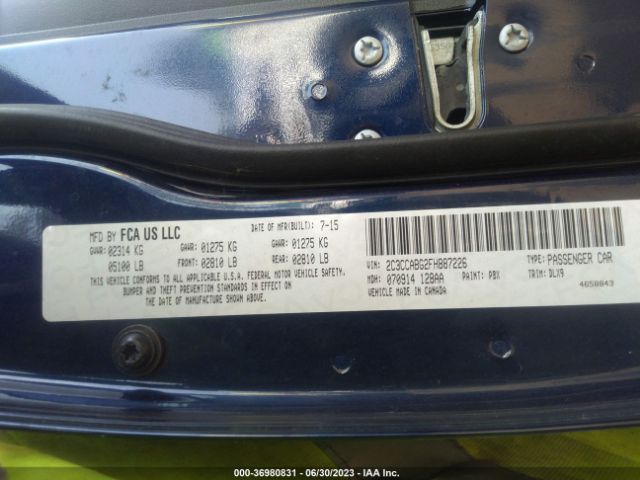 MFD BY FCA US LLC DATE OF MFR(BUILT): 7-15
GVWR: 02314 KG GAWR: 01275 KG GAWR: 01275 KG
05100 LB FRONT: 02810 LB REAR: 02810 LB
THIS VEHICLE CONFORMS TO ALL APPLICABLE U.S.A. FEDERAL MOTOR VEHICLE SAFETY,
BUMPER AND THEFT PREVENTION STANDARDS IN EFFECT ON
THE DATE OF MANUFACTURE SHOWN ABOVE.
VIN: 2C3CCABG2FH887226 TYPE: PASSENGER CAR
MDH: 070914 128AA PAINT: PBX TRIM: DLX9
VEHICLE MADE IN CANADA 4658843
000-36980831 - 06/30/2023 - IAA Inc.